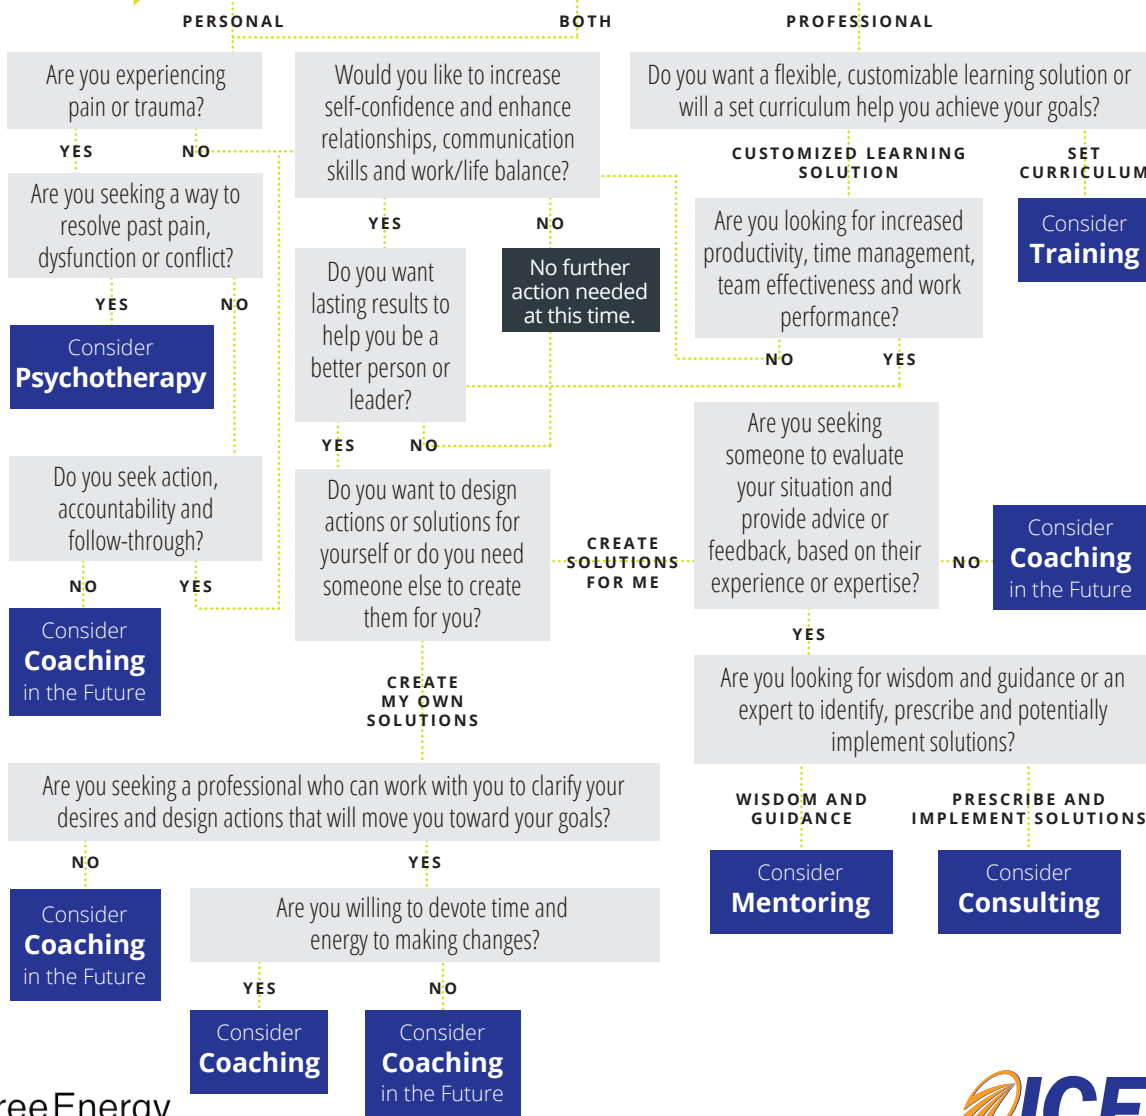 PERSONAL
BOTH
PROFESSIONAL
Are you experiencing
pain or trauma?
Would you like to increase
self-confidence and enhance
relationships, communication
skills and work/life balance?
Do you want a flexible, customizable learning solution or
will a set curriculum help you achieve your goals?
YES
NO
CUSTOMIZED LEARNING
SOLUTION
SET
CURRICULUM
Are you seeking a way to
resolve past pain,
dysfunction or conflict?
YES
NO
Are you looking for increased
productivity, time management,
team effectiveness and work
performance?
Consider
Training
Do you want
lasting results to
help you be a
better person or
leader?
No further
action needed
at this time.
YES
NO
Consider
Psychotherapy
NO
YES
YES
NO
Are you seeking
someone to evaluate
your situation and
provide advice or
feedback, based on their
experience or expertise?
Do you seek action,
accountability and
follow-through?
Do you want to design
actions or solutions for
yourself or do you need
someone else to create
them for you?
CREATE
SOLUTIONS
FOR ME
NO
Consider
Coaching
in the Future
NO
YES
Consider
Coaching
in the Future
YES
CREATE
MY OWN
SOLUTIONS
Are you looking for wisdom and guidance or an
expert to identify, prescribe and potentially
implement solutions?
Are you seeking a professional who can work with you to clarify your
desires and design actions that will move you toward your goals?
WISDOM AND
GUIDANCE
PRESCRIBE AND
IMPLEMENT SOLUTIONS
NO
YES
Consider
Mentoring
Consider
Consulting
Consider
Coaching
in the Future
Are you willing to devote time and
energy to making changes?
YES
NO
Consider
Coaching
Consider
Coaching
in the Future
reeEnergy
ICF